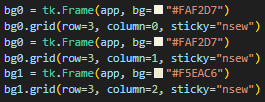 bg0 = tk.Frame(app, bg="#FAF2D7")
bg0.grid(row=3, column=0, sticky="nsew")
bg0 = tk.Frame(app, bg="#FAF2D7")
bg0.grid(row=3, column=1, sticky="nsew")
bg1 = tk.Frame(app, bg="#F5EAC6")
bg1.grid(row=3, column=2, sticky="nsew")